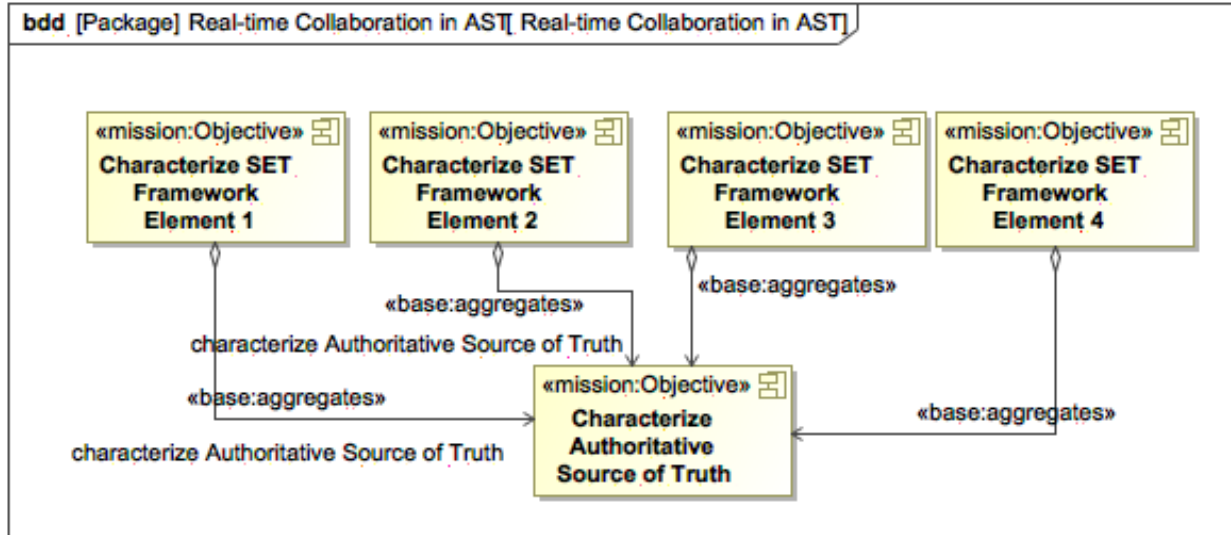 bdd [Package] Real-time Collaboration in AST[ Real-time Collaboration in AST]
«mission:Objective»
Characterize SET
Framework
Element 1
«mission:Objective»
Characterize SET
Framework
Element 2
«mission:Objective»
Characterize SET
Framework
Element 3
«mission:Objective»
Characterize SET
Framework
Element 4
«base:aggregates»
«base:aggregates»
characterize Authoritative Source of Truth
«base:aggregates»
characterize Authoritative Source of Truth
«mission:Objective»
Characterize
Authoritative
Source of Truth
«base:aggregates»